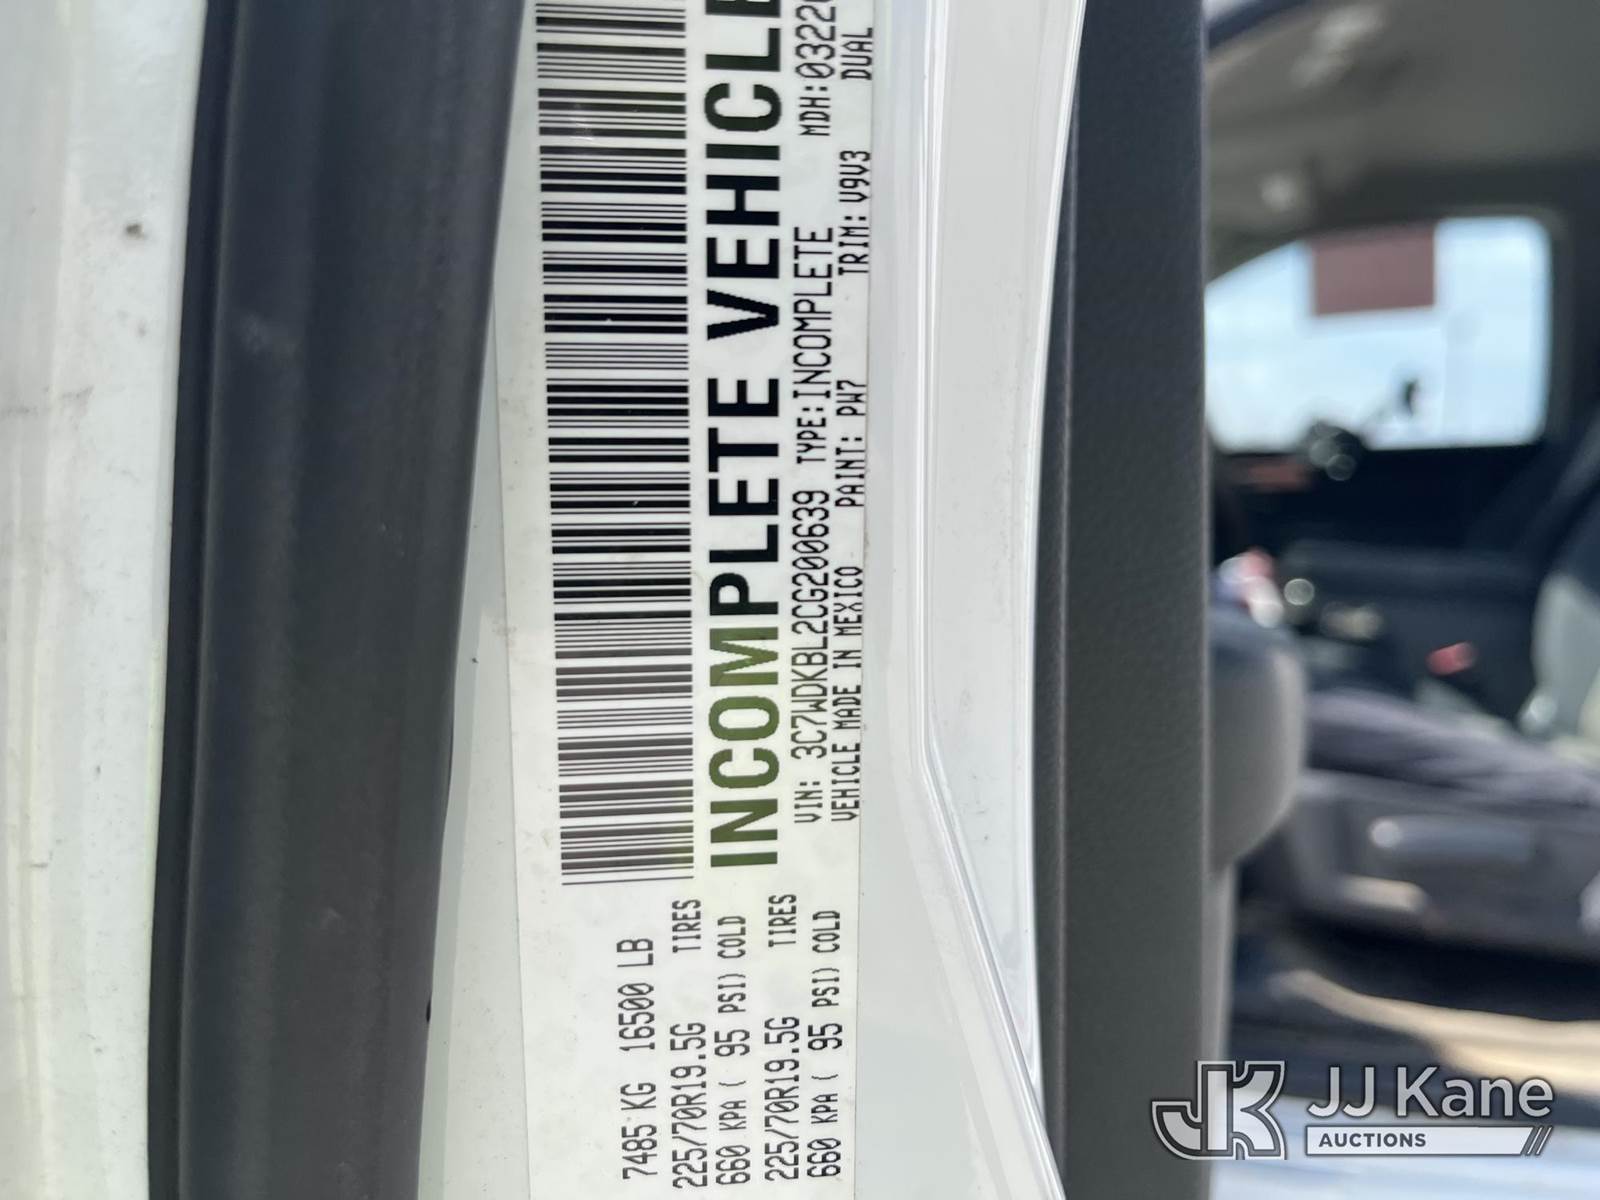 7485 KG 16500 LB
225/70R19.5G TIRES
660 KPA ( 95 PSI) COLD
225/70R19.5G TIRES
660 KPA ( 95 PSI) COLD
INCOMPLETE VEHICLE
VIN: 3C7WDKBL2CG200639 TYPE:INCOMPLETE MDH:0322
VEHICLE MADE IN MEXICO PAINT: PW7 TRIM: V9V3 DUAL
JJ Kane
AUCTIONS